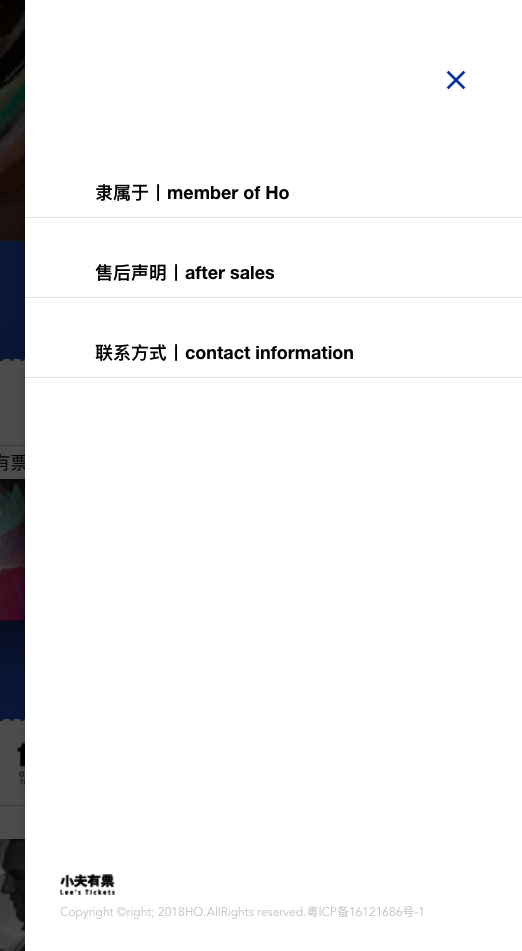 隶属于丨member of Ho
售后声明丨after sales
联系方式丨contact information
有票
小夫有票
Lee's Tickets
Copyright ©right; 2018HO.AllRights reserved.粤ICP备16121686号-1